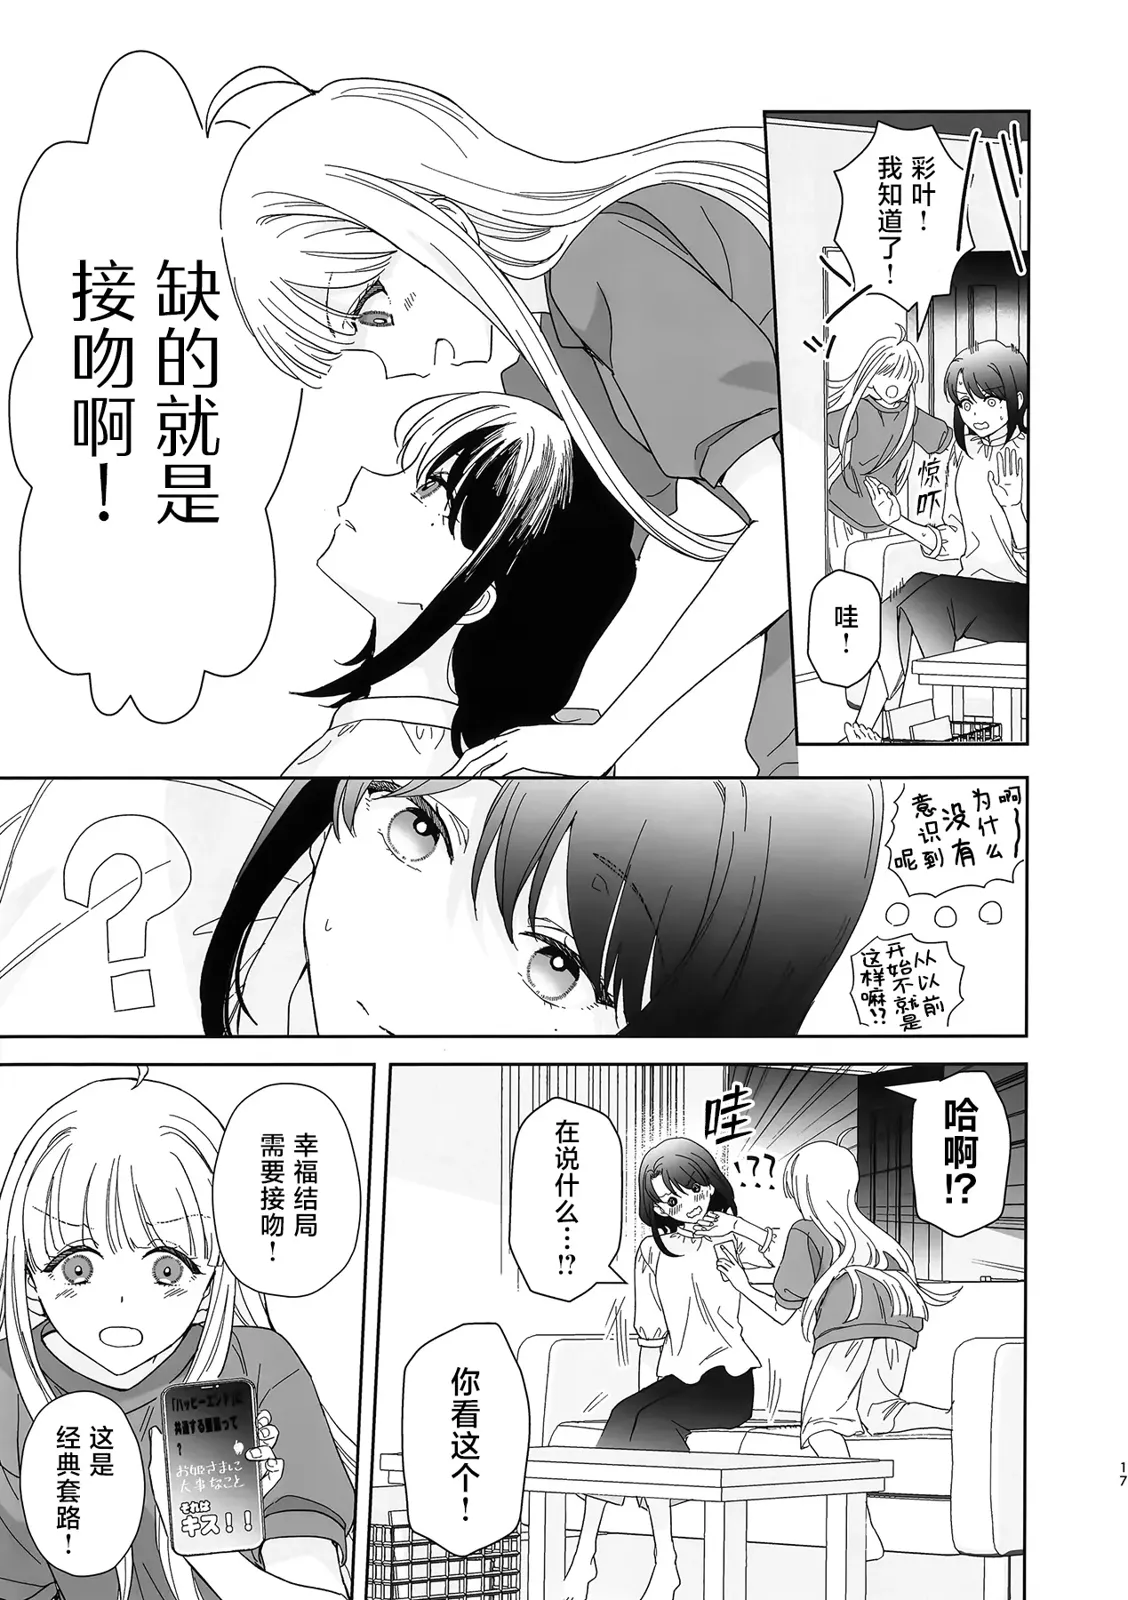 彩叶！
我知道了！
惊吓
哇！
缺的就是
接吻啊！
啊
为什么
没有
意识到
呢
从以前
开始不就是
这样嘛!?
哈啊!?
哇
!??
在说什么…!?
你看这个！
幸福结局
需要接吻！
「ハッピーエンド」に
共通する要素って
？
お姫さまに
大事なこと
それは
キス！！
这是
经典套路！
17